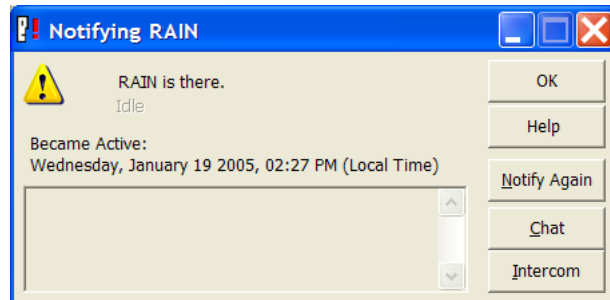 Notifying RAIN
RAIN is there.
Idle
Became Active:
Wednesday, January 19 2005, 02:27 PM (Local Time)
OK
Help
Notify Again
Chat
Intercom